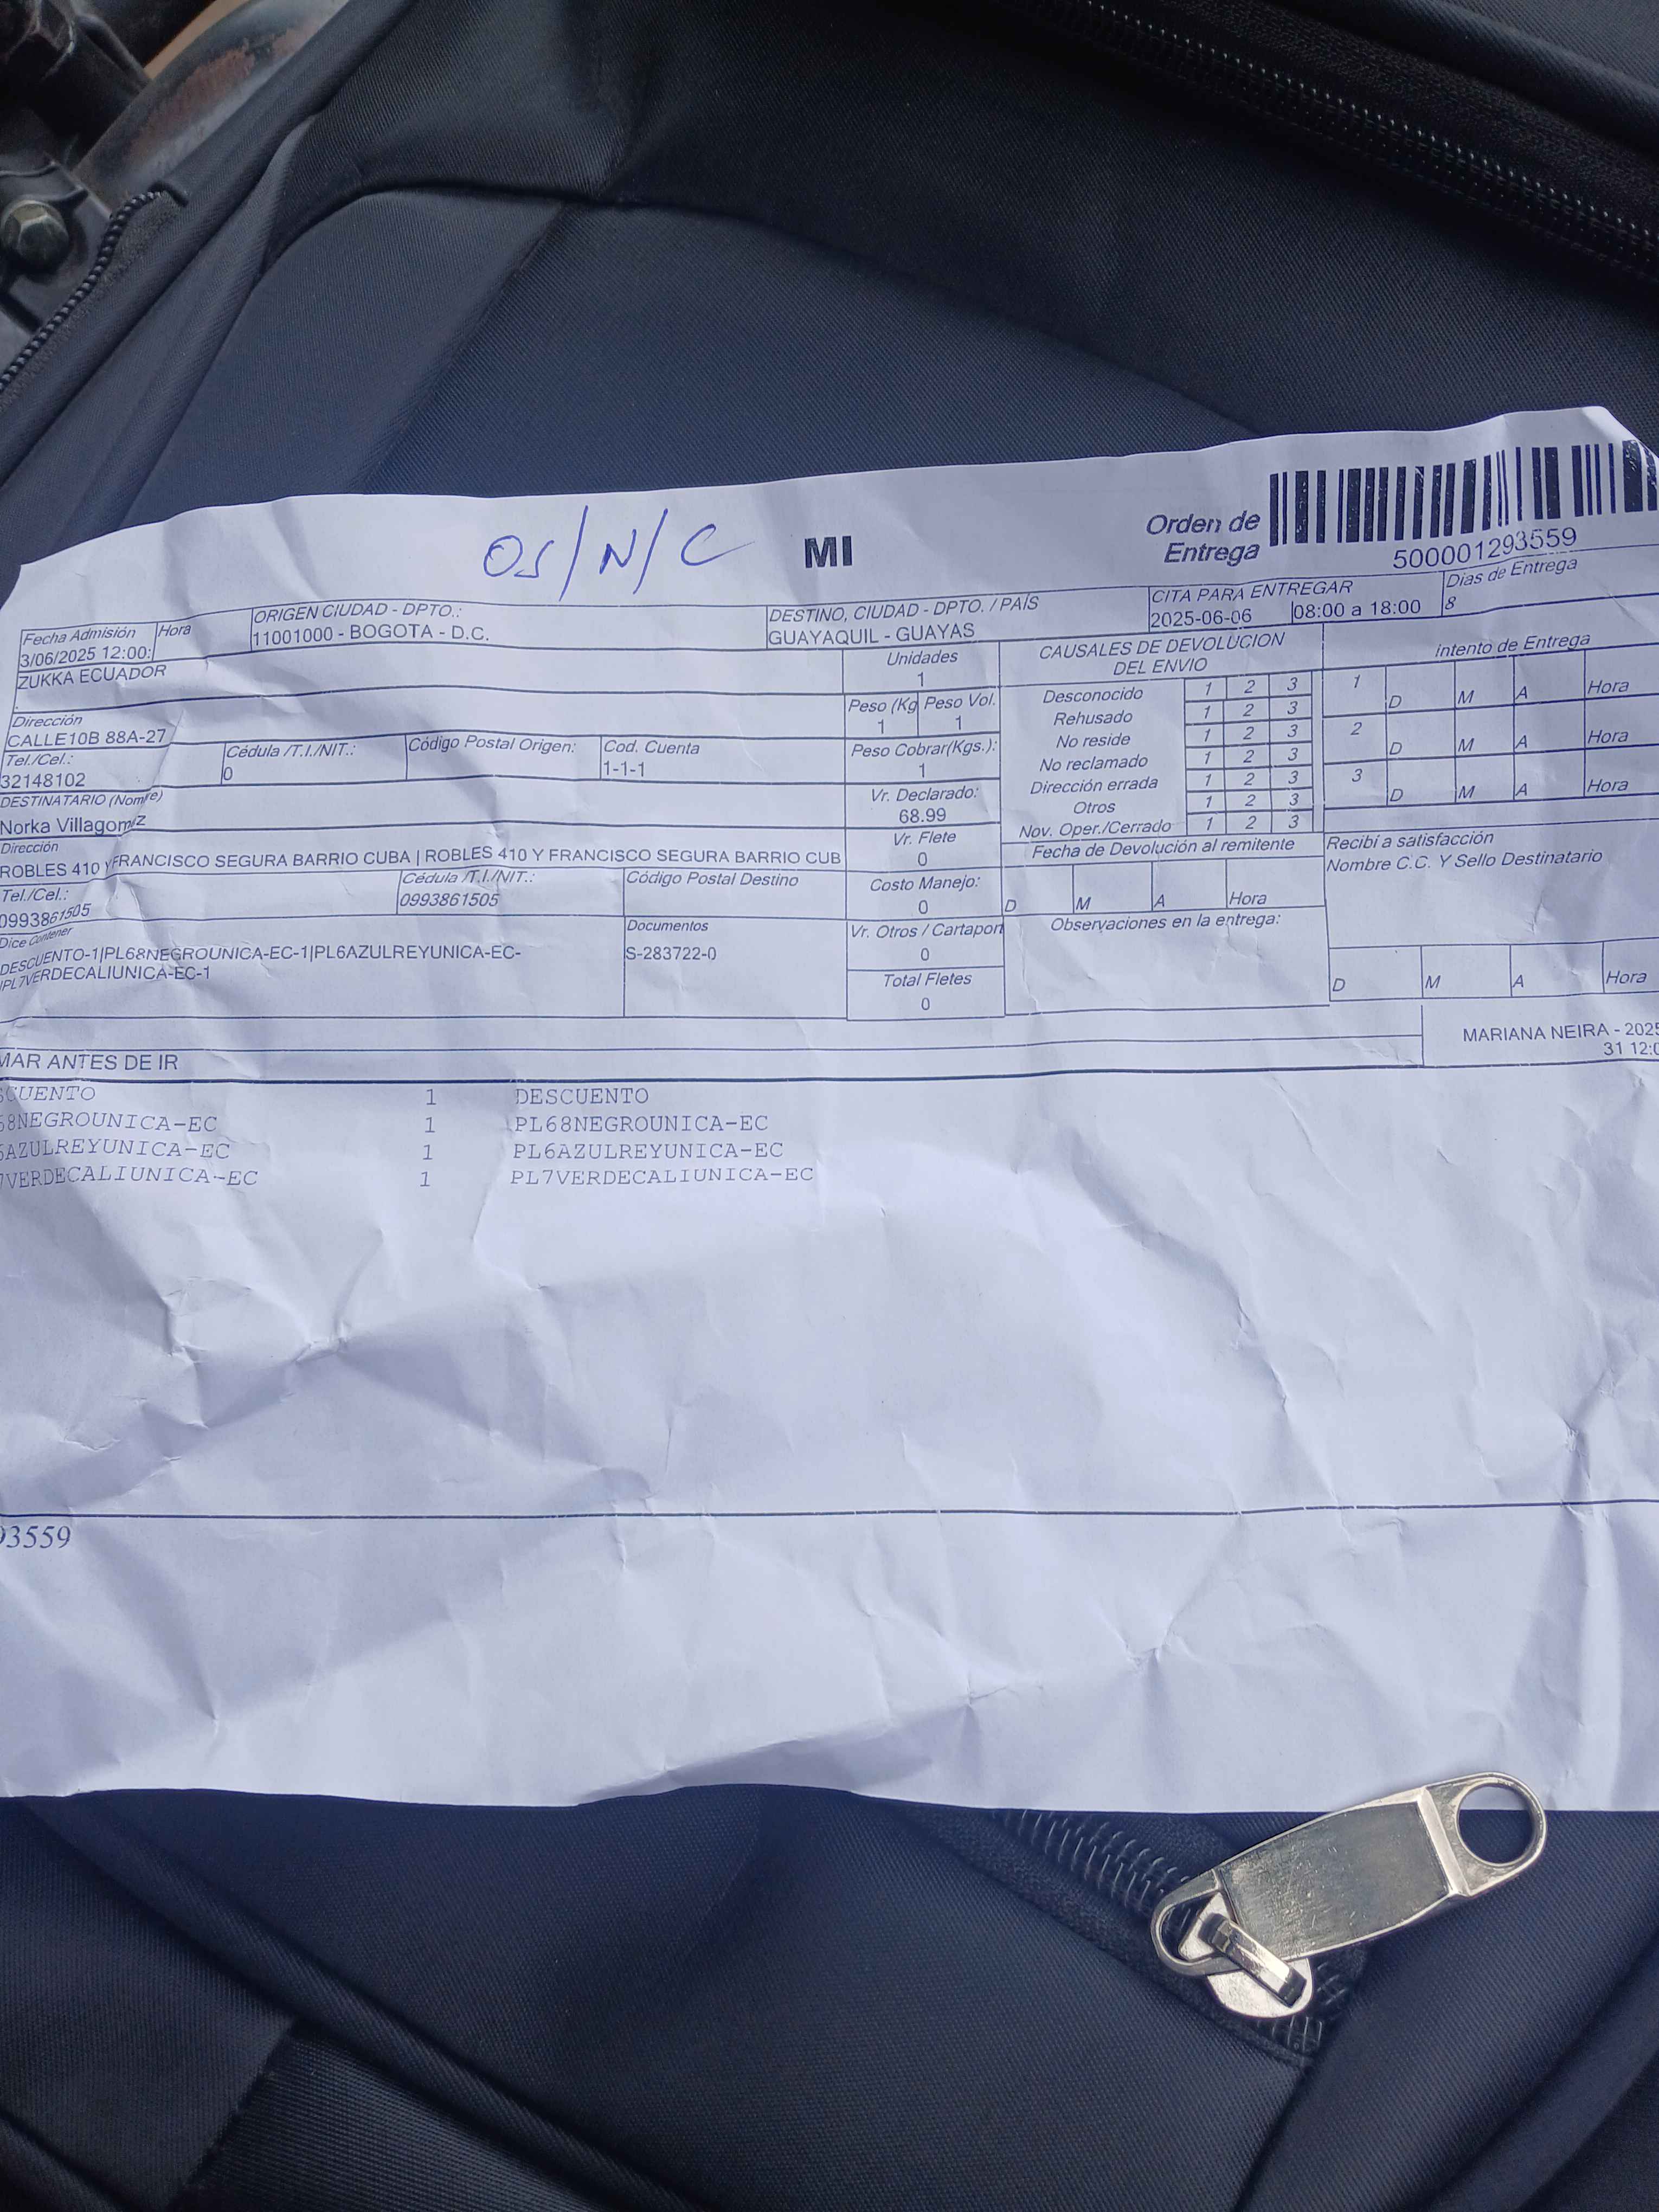 OS/N/C
MI
Orden de
Entrega
500001293559
Fecha Admisión
Hora
3/06/2025 12:00:
ORIGEN CIUDAD - DPTO.:
11001000 - BOGOTA - D.C.
DESTINO, CIUDAD - DPTO. / PAÍS
GUAYAQUIL - GUAYAS
CITA PARA ENTREGAR
2025-06-06
08:00 a 18:00
Dias de Entrega
8
ZUKKA ECUADOR
.
Dirección
CALLE10B 88A-27
Tel./Cel.:
32148102
Cédula /T.I./NIT.:
0
Código Postal Origen:
Cod. Cuenta
1-1-1
DESTINATARIO (Nombre)
Norka Villagomez
Dirección
ROBLES 410 Y FRANCISCO SEGURA BARRIO CUBA | ROBLES 410 Y FRANCISCO SEGURA BARRIO CUB
Tel./Cel.:
0993861505
Cédula /T.I./NIT.:
0993861505
Código Postal Destino
Dice Contener
DESCUENTO-1|PL68NEGROUNICA-EC-1|PL6AZULREYUNICA-EC-
|PL7VERDECALIUNICA-EC-1
Documentos
S-283722-0
Unidades
1
Peso (Kg
1
Peso Vol.
1
Peso Cobrar(Kgs.):
1
Vr. Declarado:
68.99
Vr. Flete
0
Costo Manejo:
0
Vr. Otros / Cartapor
0
Total Fletes
0
CAUSALES DE DEVOLUCION
DEL ENVIO
Desconocido 1 2 3
Rehusado 1 2 3
No reside 1 2 3
No reclamado 1 2 3
Dirección errada 1 2 3
Otros 1 2 3
Nov. Oper./Cerrado 1 2 3
Fecha de Devolución al remitente
D M A Hora
Observaciones en la entrega:
intento de Entrega
1 D M A Hora
2 D M A Hora
3 D M A Hora
Recibí a satisfacción
Nombre C.C. Y Sello Destinatario
D M A Hora
MARIANA NEIRA - 2025
31 12:0
MAR ANTES DE IR
SCUENTO 1 DESCUENTO
68NEGROUNICA-EC 1 PL68NEGROUNICA-EC
6AZULREYUNICA-EC 1 PL6AZULREYUNICA-EC
7VERDECALIUNICA-EC 1 PL7VERDECALIUNICA-EC
93559